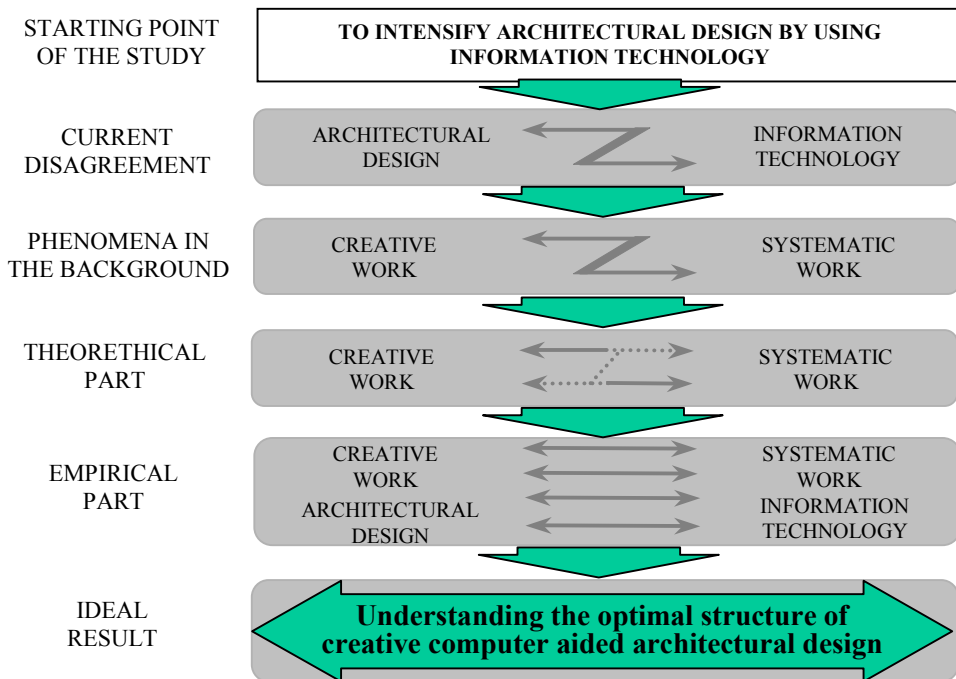 STARTING POINT
OF THE STUDY
TO INTENSIFY ARCHITECTURAL DESIGN BY USING
INFORMATION TECHNOLOGY
CURRENT
DISAGREEMENT
ARCHITECTURAL
DESIGN
INFORMATION
TECHNOLOGY
PHENOMENA IN
THE BACKGROUND
CREATIVE
WORK
SYSTEMATIC
WORK
THEORETHICAL
PART
CREATIVE
WORK
SYSTEMATIC
WORK
EMPIRICAL
PART
CREATIVE
WORK
ARCHITECTURAL
DESIGN
SYSTEMATIC
WORK
INFORMATION
TECHNOLOGY
IDEAL
RESULT
Understanding the optimal structure of
creative computer aided architectural design